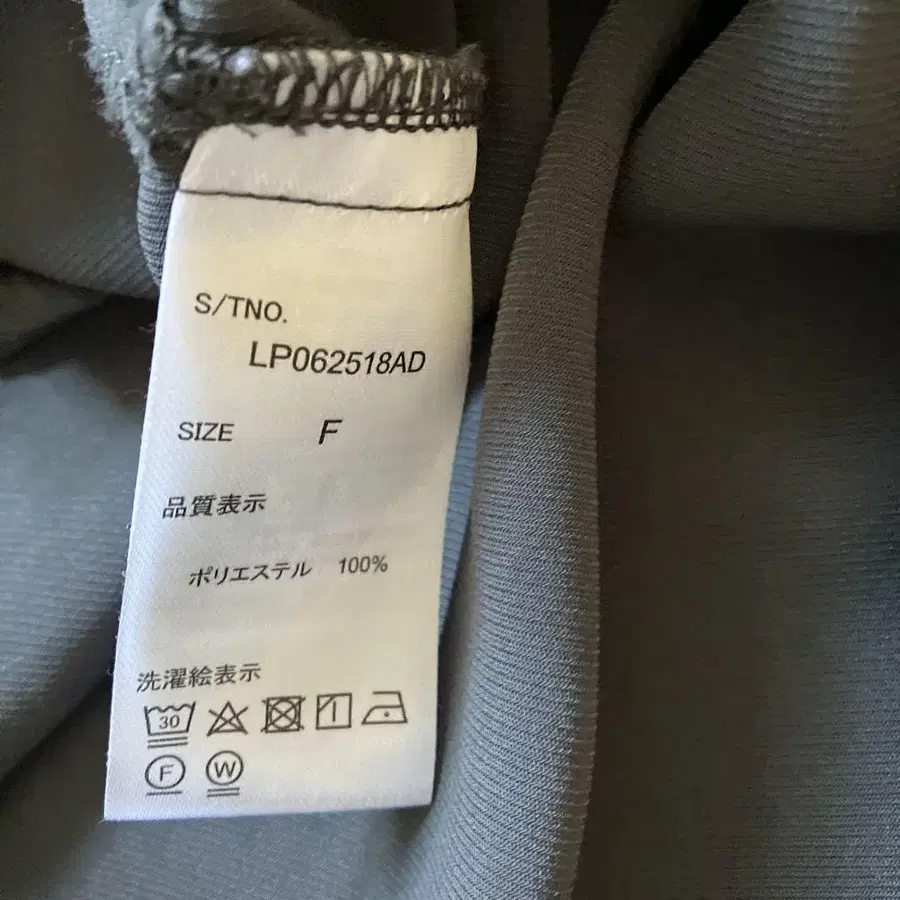 S/TNO.
LP062518AD
SIZE F
品質表示
ポリエステル 100%
洗濯絵表示
30
F W